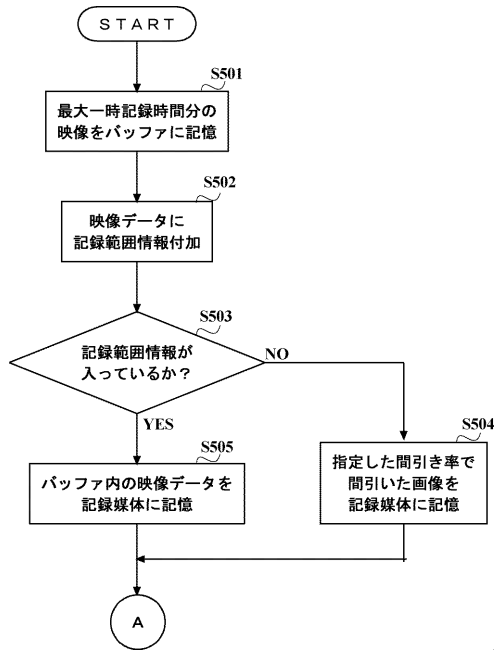 START
S501
最大一時記録時間分の
映像をバッファに記憶
S502
映像データに
記録範囲情報付加
S503
記録範囲情報が
入っているか？
NO
YES
S504
指定した間引き率で
間引いた画像を
記録媒体に記憶
S505
バッファ内の映像データを
記録媒体に記憶
A